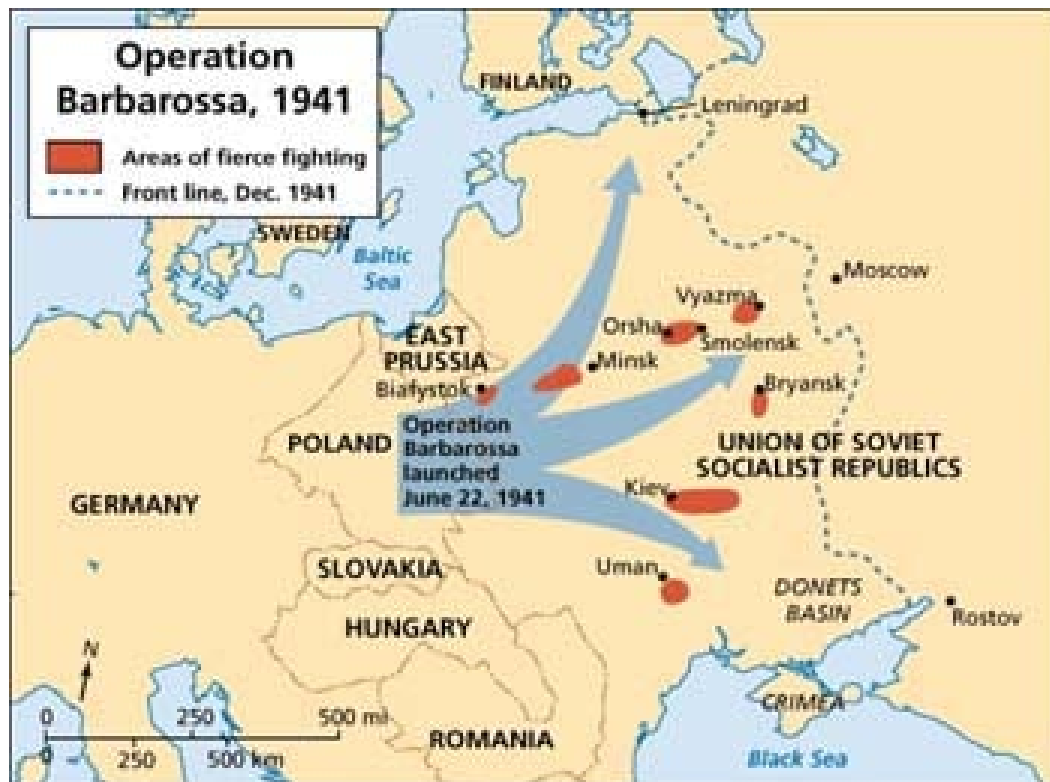 Operation
Barbarossa, 1941
Areas of fierce fighting
Front line, Dec. 1941
FINLAND
Leningrad
SWEDEN
Baltic
Sea
Moscow
Vyazma
Orsha
Smolensk
EAST
PRUSSIA
Minsk
Białystok
Bryansk
Operation
Barbarossa
launched
June 22, 1941
POLAND
UNION OF SOVIET
SOCIALIST REPUBLICS
GERMANY
Kiev
SLOVAKIA
Uman
DONETS
BASIN
Rostov
HUNGARY
N
CRIMEA
0 250 500 mi
0 250 500 km
ROMANIA
Black Sea